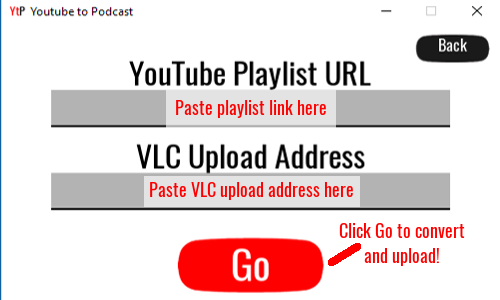 YtP Youtube to Podcast
Back
YouTube Playlist URL
Paste playlist link here
VLC Upload Address
Paste VLC upload address here
Click Go to convert
and upload!
Go